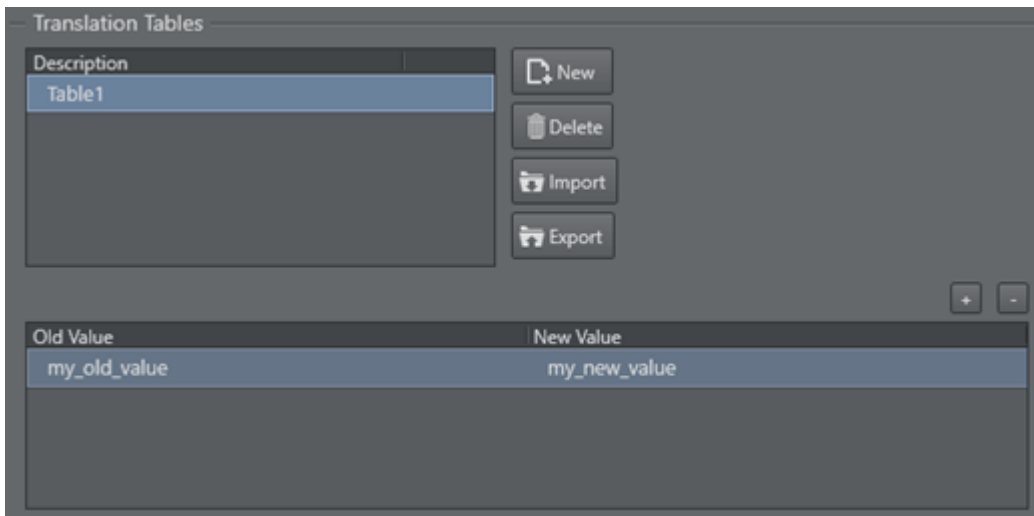 Translation Tables
Description
Table1
New
Delete
Import
Export
+ -
Old Value New Value
my_old_value my_new_value